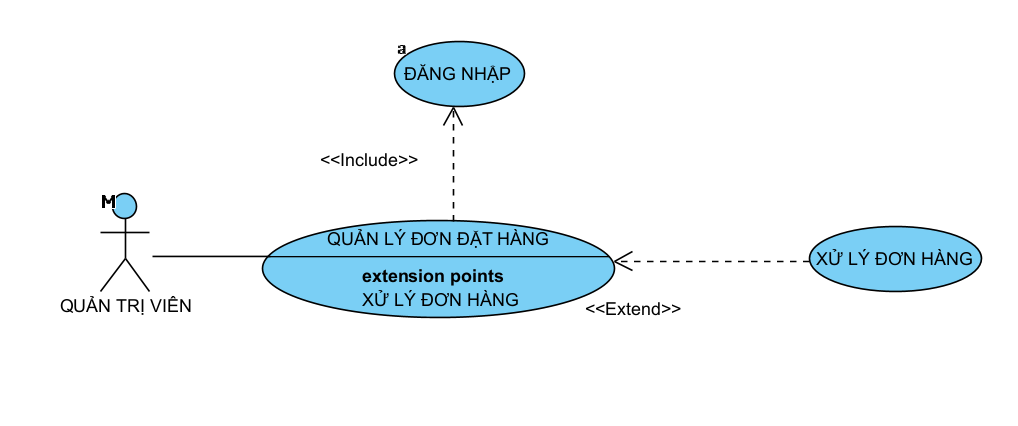 a
ĐĂNG NHẬP
<<Include>>
M
QUẢN TRỊ VIÊN
QUẢN LÝ ĐƠN ĐẶT HÀNG
extension points
XỬ LÝ ĐƠN HÀNG
<<Extend>>
XỬ LÝ ĐƠN HÀNG